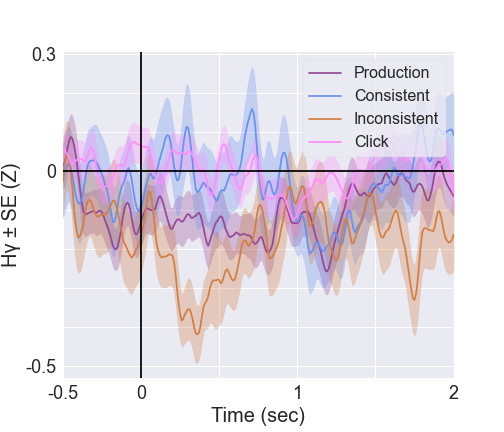 0.3
Production
Consistent
Inconsistent
Click
0
Hγ ± SE (Z)
-0.5
-0.5 0 1 2
Time (sec)